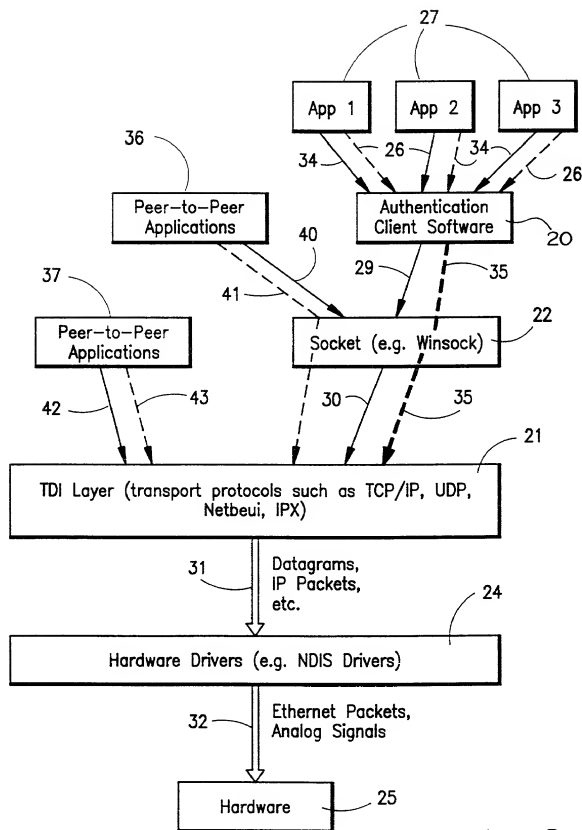 27
App 1
App 2
App 3
36
34
26
34
26
Peer-to-Peer
Applications
Authentication
Client Software
20
40
29
35
37
41
22
Peer-to-Peer
Applications
Socket (e.g. Winsock)
42
43
30
35
21
TDI Layer (transport protocols such as TCP/IP, UDP,
Netbeui, IPX)
31
Datagrams,
IP Packets,
etc.
24
Hardware Drivers (e.g. NDIS Drivers)
32
Ethernet Packets,
Analog Signals
Hardware
25